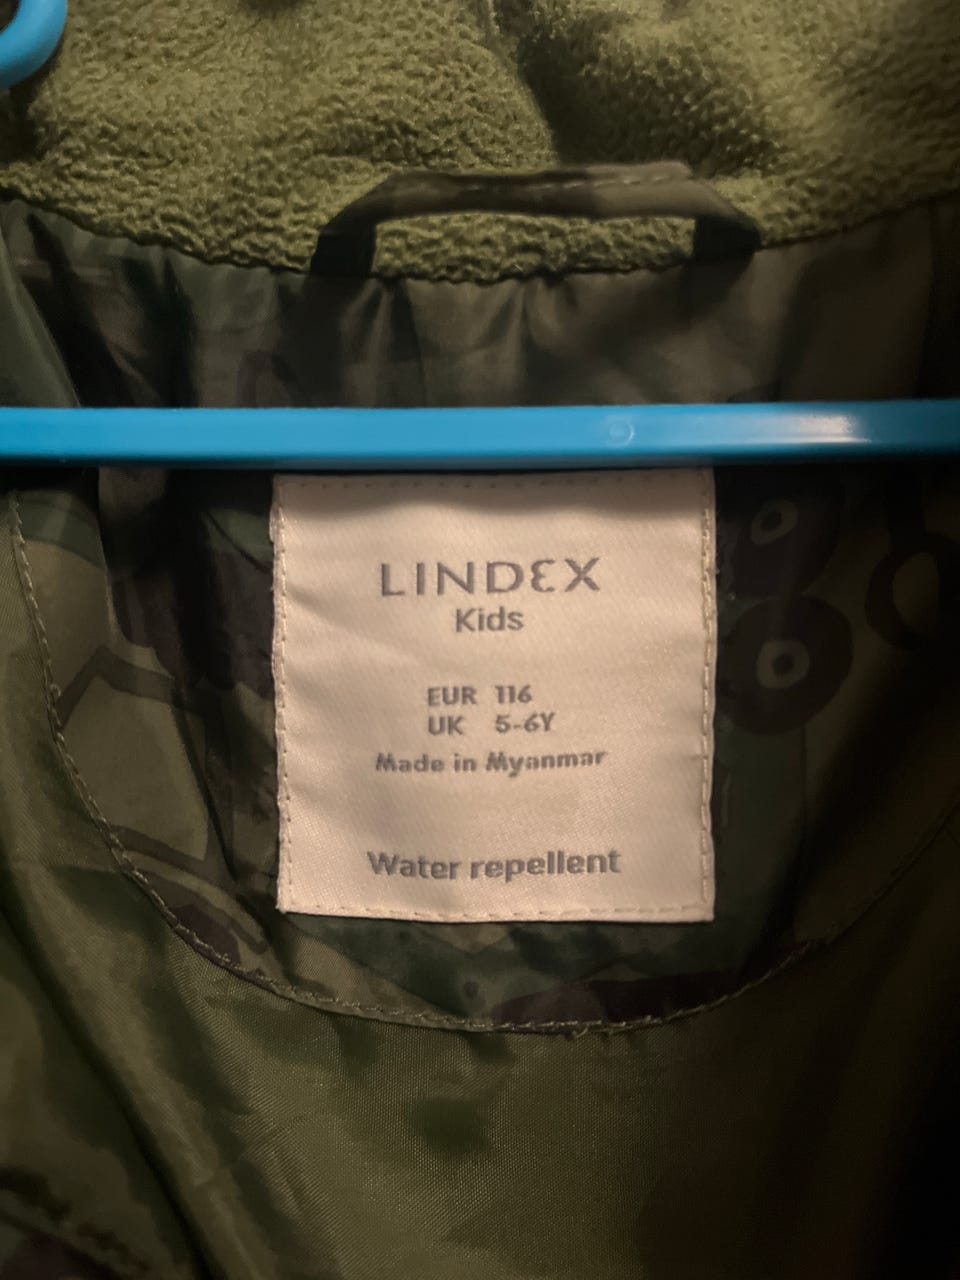 LINDEX
Kids
EUR 116
UK 5-6Y
Made in Myanmar
Water repellent